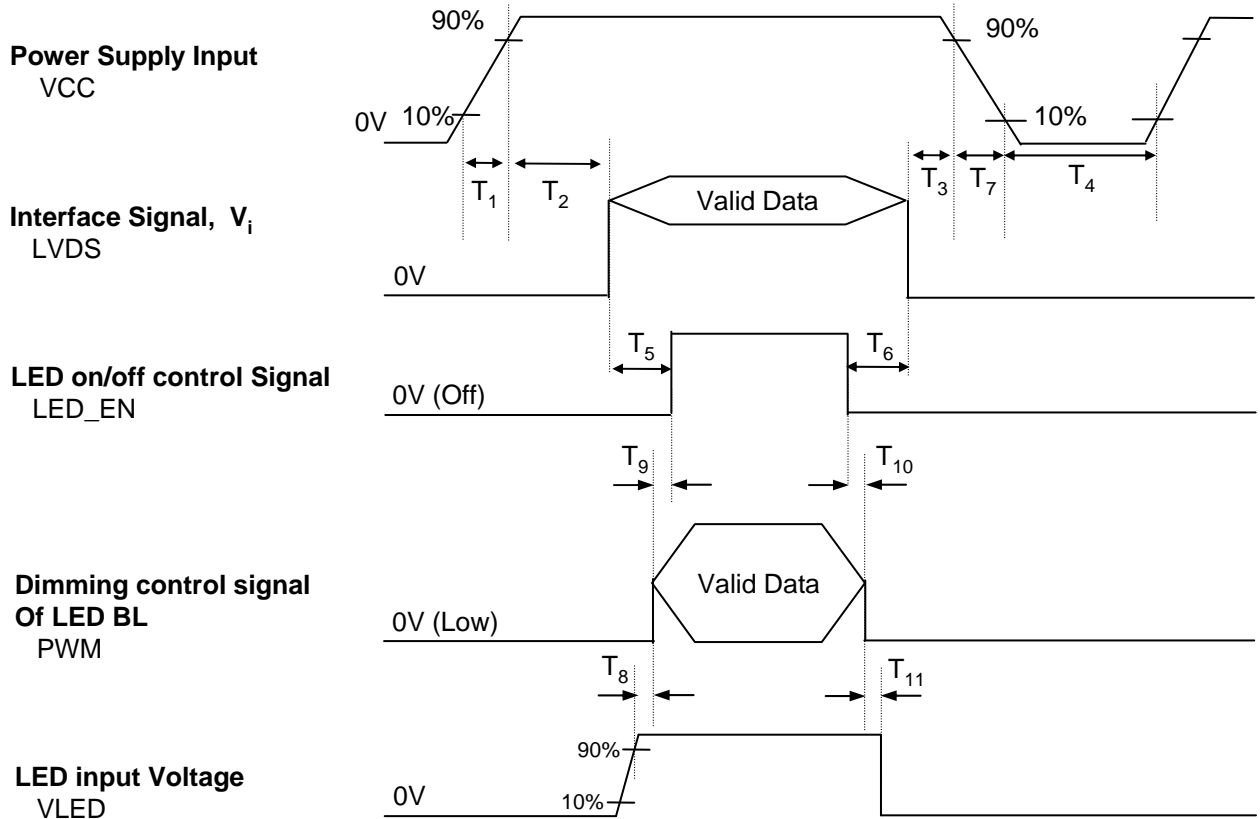 90%
90%
Power Supply Input
VCC
10%
10%
0V
T1
T2
T3
T7
T4
Valid Data
Interface Signal, Vi
LVDS
0V
T5
T6
LED on/off control Signal
LED_EN
0V (Off)
T9
T10
Dimming control signal
Of LED BL
PWM
Valid Data
0V (Low)
T8
T11
90%
LED input Voltage
VLED
0V
10%